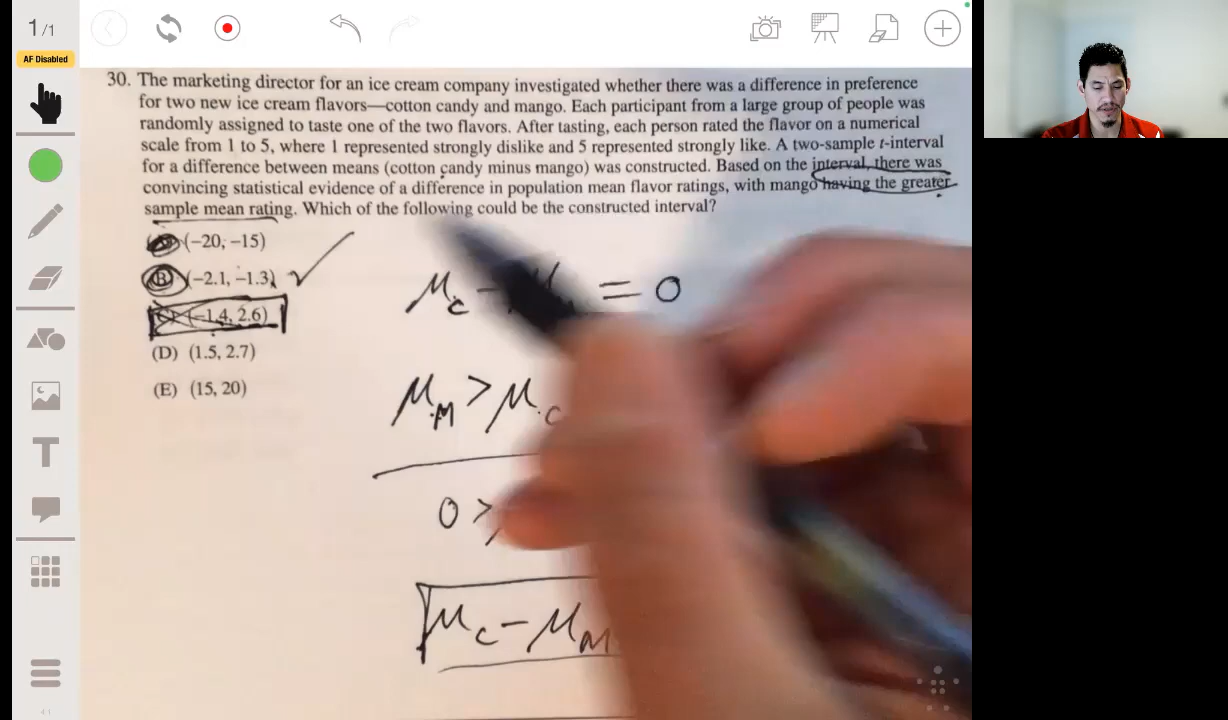 1/1
AF Disabled
30. The marketing director for an ice cream company investigated whether there was a difference in preference
for two new ice cream flavors—cotton candy and mango. Each participant from a large group of people was
randomly assigned to taste one of the two flavors. After tasting, each person rated the flavor on a numerical
scale from 1 to 5, where 1 represented strongly dislike and 5 represented strongly like. A two-sample t-interval
for a difference between means (cotton candy minus mango) was constructed. Based on the interval, there was
convincing statistical evidence of a difference in population mean flavor ratings, with mango having the greater
sample mean rating. Which of the following could be the constructed interval?
(−20, −15)
(B) (−2.1, −1.3)
(−1.4, 2.6)
(D) (1.5, 2.7)
(E) (15, 20)
μc − = 0
μM > μc
0 >
μc − μM
T